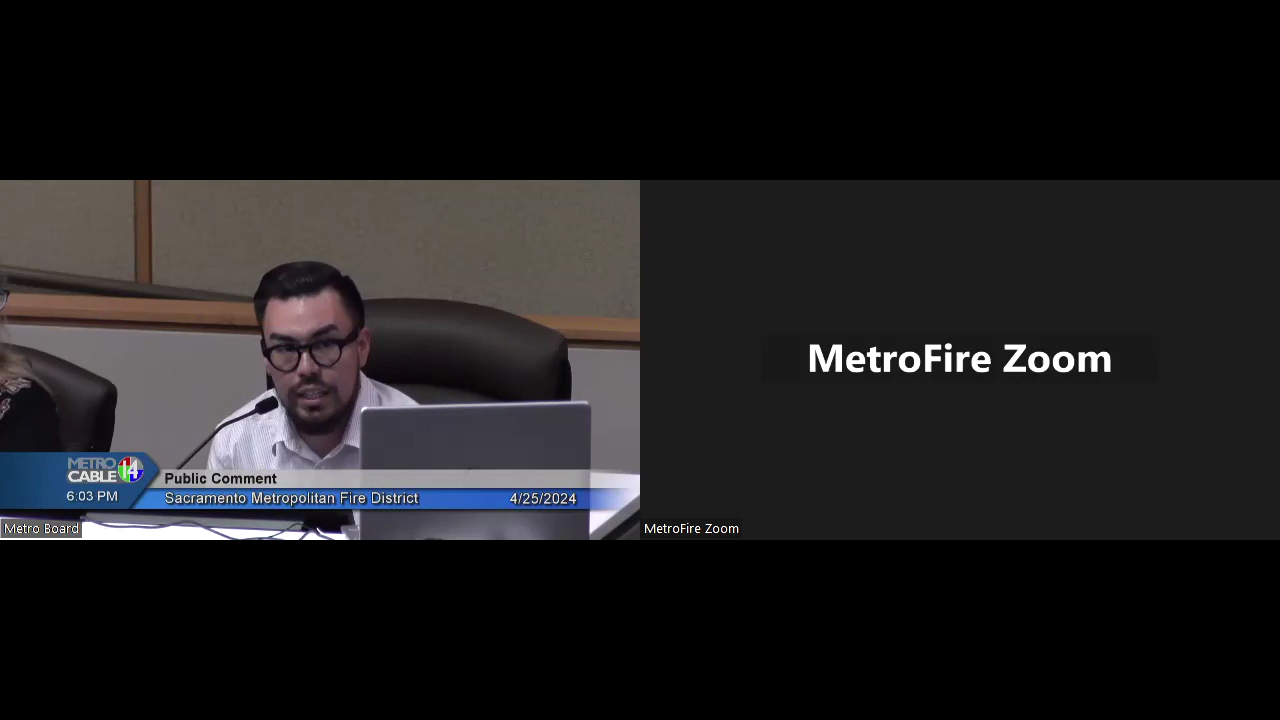 METRO
CABLE 14
6:03 PM
Public Comment
Sacramento Metropolitan Fire District
4/25/2024
Metro Board
MetroFire Zoom
MetroFire Zoom